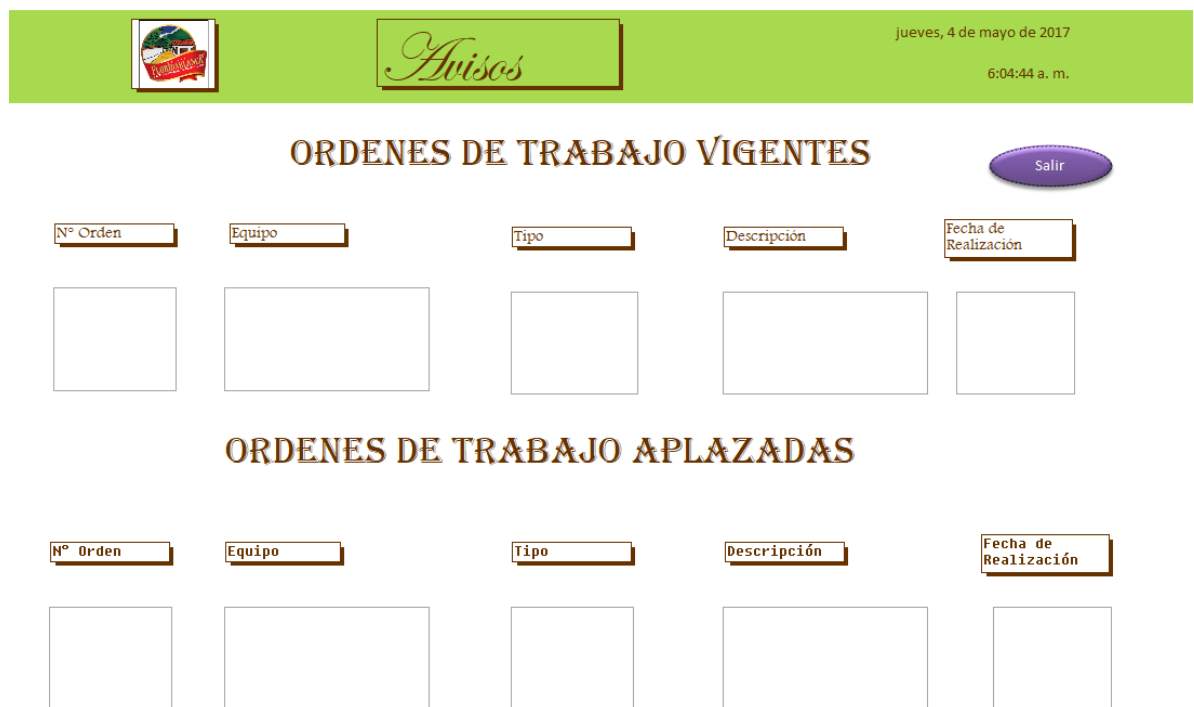 Avisos
jueves, 4 de mayo de 2017
6:04:44 a. m.
ORDENES DE TRABAJO VIGENTES
Salir
N° Orden
Equipo
Tipo
Descripción
Fecha de
Realización
ORDENES DE TRABAJO APLAZADAS
N° Orden
Equipo
Tipo
Descripción
Fecha de
Realización